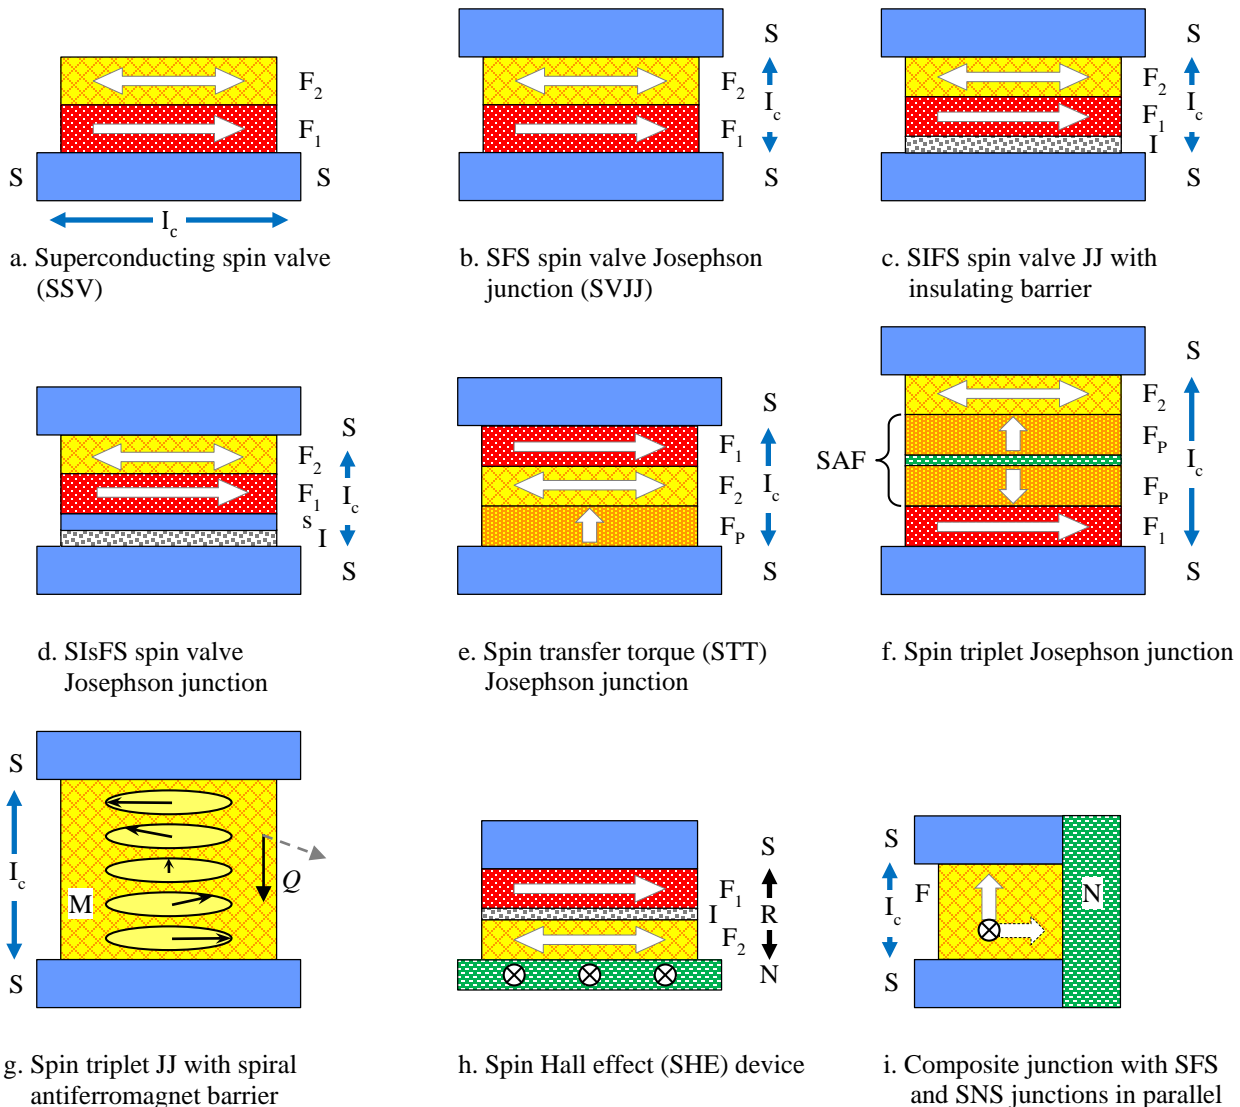 F2
F1
S
S
Ic
a. Superconducting spin valve
(SSV)
S
F2
Ic
F1
S
b. SFS spin valve Josephson
junction (SVJJ)
S
F2
Ic
F1
I
S
c. SIFS spin valve JJ with
insulating barrier
S
F2
F1
Ic
s
I
S
d. SIsFS spin valve
Josephson junction
S
F1
F2
Ic
FP
S
e. Spin transfer torque (STT)
Josephson junction
S
F2
FP
SAF
Ic
FP
F1
S
f. Spin triplet Josephson junction
S
Ic
M
Q
S
g. Spin triplet JJ with spiral
antiferromagnet barrier
S
F1
I
R
F2
N
h. Spin Hall effect (SHE) device
S
F
N
Ic
S
i. Composite junction with SFS
and SNS junctions in parallel